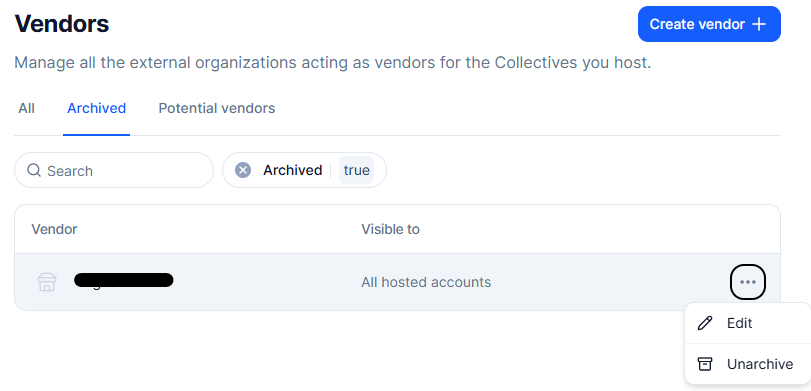 Vendors
Create vendor
Manage all the external organizations acting as vendors for the Collectives you host.
All Archived Potential vendors
Search Archived true
Vendor Visible to
All hosted accounts
Edit
Unarchive